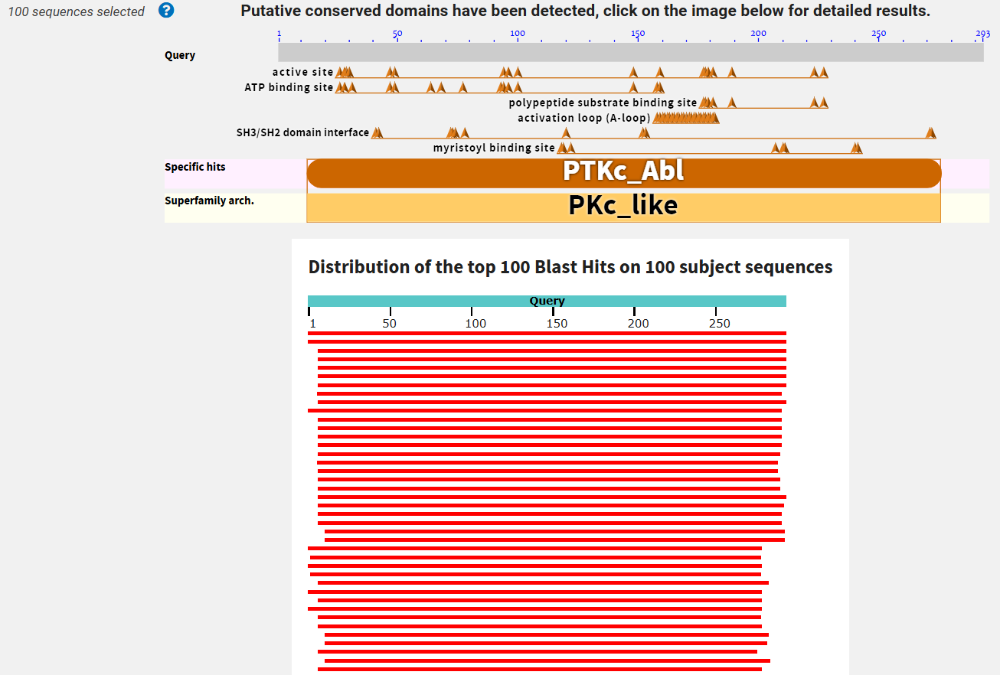 100 sequences selected
?
Putative conserved domains have been detected, click on the image below for detailed results.
1 50 100 150 200 250 293
Query
active site
ATP binding site
polypeptide substrate binding site
activation loop (A-loop)
SH3/SH2 domain interface
myristoyl binding site
Specific hits
PTKc_Abl
Superfamily arch.
PKc_like
Distribution of the top 100 Blast Hits on 100 subject sequences
Query
1 50 100 150 200 250